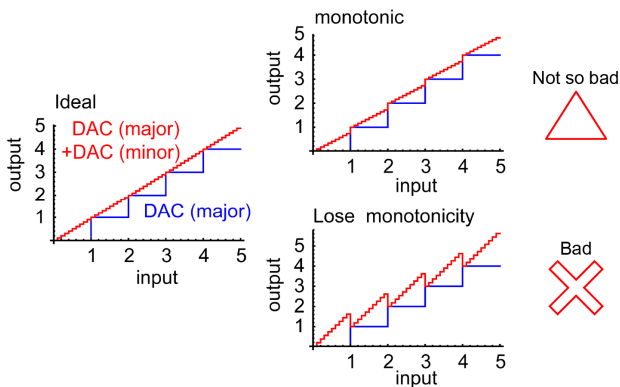 Ideal
5
4
3
2
1
output
DAC (major)
+DAC (minor)
DAC (major)
1 2 3 4 5
input
monotonic
5
4
3
2
1
output
1 2 3 4 5
input
Not so bad
Lose monotonicity
5
4
3
2
1
output
1 2 3 4 5
input
Bad